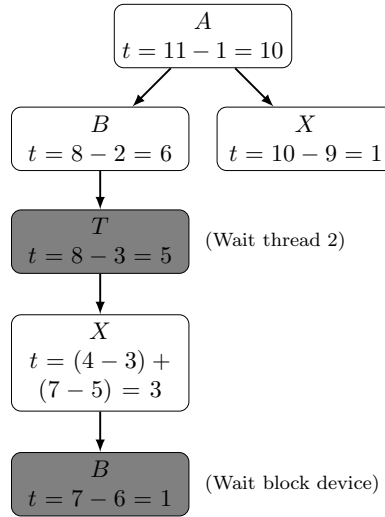 A
t = 11 − 1 = 10
B
t = 8 − 2 = 6
X
t = 10 − 9 = 1
T
t = 8 − 3 = 5
(Wait thread 2)
X
t = (4 − 3) +
(7 − 5) = 3
B
t = 7 − 6 = 1
(Wait block device)